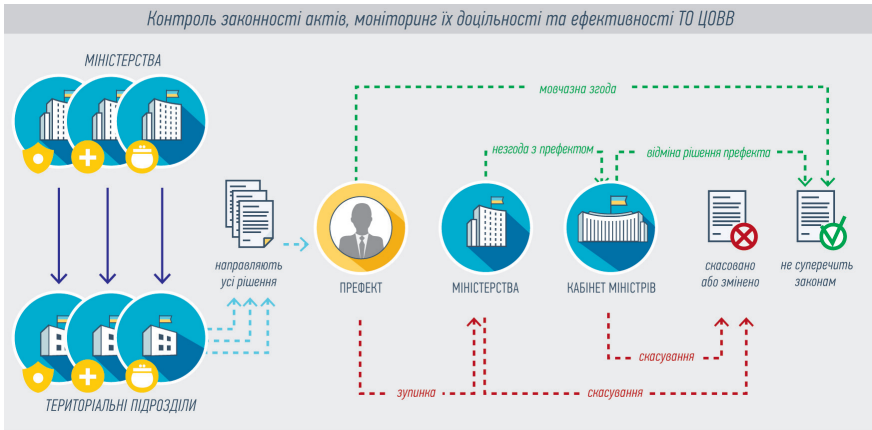 Контроль законності актів, моніторинг їх доцільності та ефективності ТО ЦОВВ
МІНІСТЕРСТВА
мовчазна згода
незгода з префектом
відміна рішення префекта
направляють
усі рішення
ПРЕФЕКТ
МІНІСТЕРСТВА
КАБІНЕТ МІНІСТРІВ
скасовано
або змінено
не суперечить
законам
скасування
зупинка
скасування
ТЕРИТОРІАЛЬНІ ПІДРОЗДІЛИ